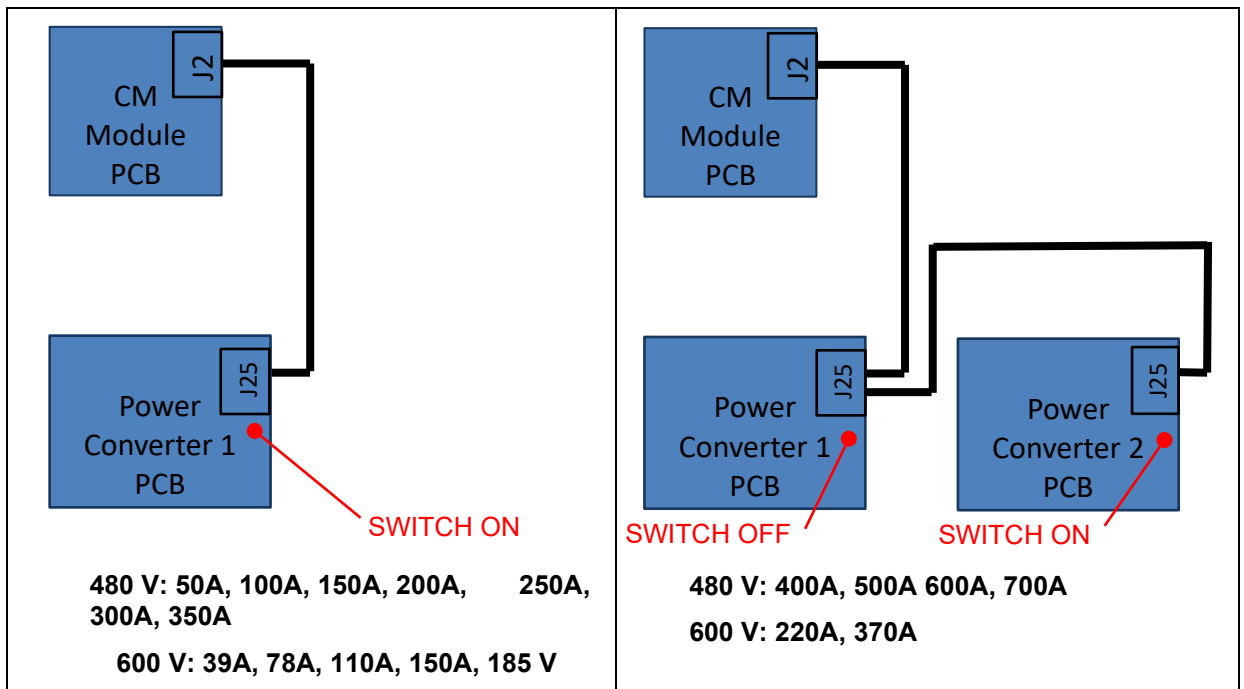 J2
CM
Module
PCB
J25
Power
Converter 1
PCB
SWITCH ON
480 V: 50A, 100A, 150A, 200A, 250A,
300A, 350A
600 V: 39A, 78A, 110A, 150A, 185 V
J2
CM
Module
PCB
J25
Power
Converter 1
PCB
SWITCH OFF
J25
Power
Converter 2
PCB
SWITCH ON
480 V: 400A, 500A 600A, 700A
600 V: 220A, 370A